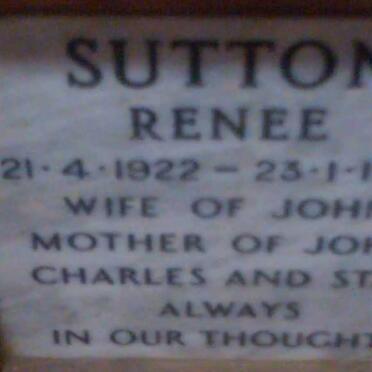 SUTTON
RENEE
21·4·1922 – 23·1·1
WIFE OF JOHN
MOTHER OF JOH
CHARLES AND ST
ALWAYS
IN OUR THOUGHT